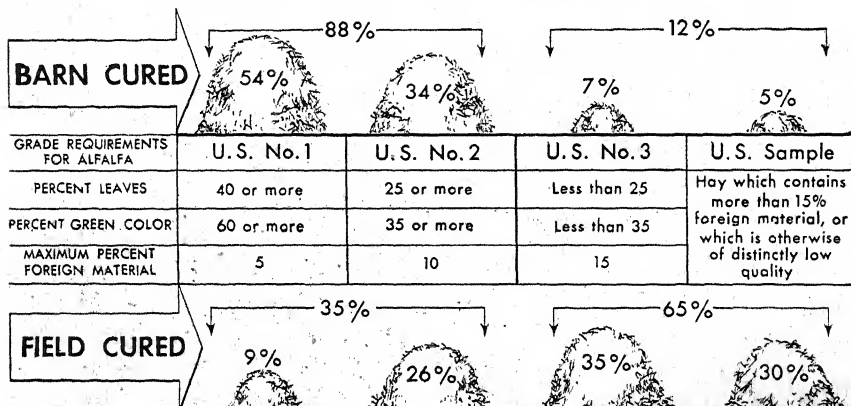 88% 12%
BARN CURED 54% 34% 7% 5%
GRADE REQUIREMENTS FOR ALFALFA U.S. No.1 U.S. No.2 U.S. No.3 U.S. Sample
PERCENT LEAVES 40 or more 25 or more Less than 25 Hay which contains more than 15% foreign material, or which is otherwise of distinctly low quality
PERCENT GREEN COLOR 60 or more 35 or more Less than 35
MAXIMUM PERCENT FOREIGN MATERIAL 5 10 15
35% 65%
FIELD CURED 9% 26% 35% 30%